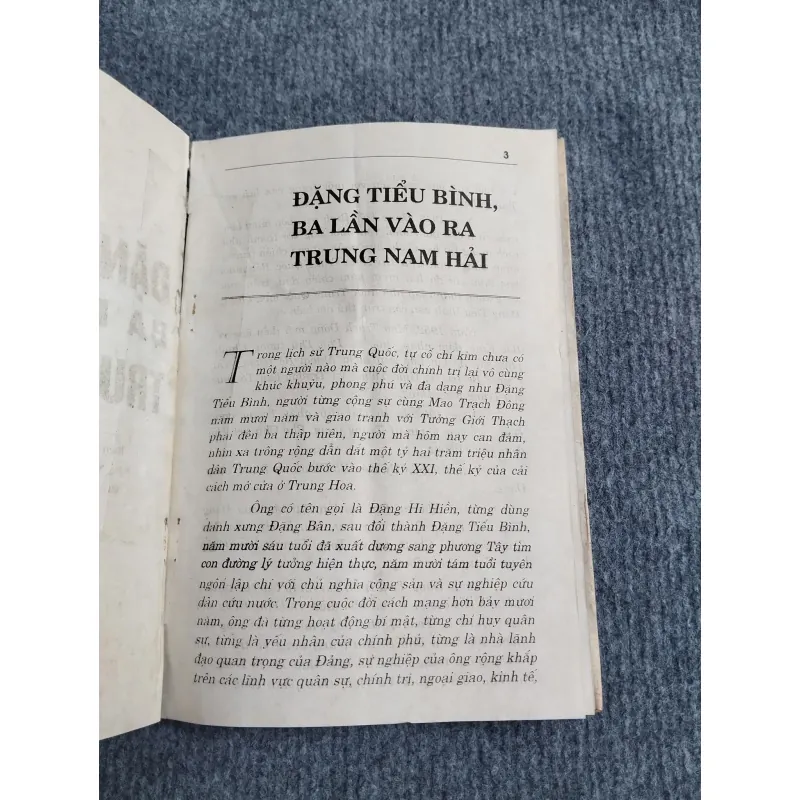 3
ĐẶNG TIỂU BÌNH,
BA LẦN VÀO RA
TRUNG NAM HẢI
Trong lịch sử Trung Quốc, tự cổ chí kim chưa có
một người nào mà cuộc đời chính trị lại vô cùng
khúc khuỷu, phong phú và đa dạng như Đặng
Tiểu Bình, người từng cộng sự cùng Mao Trạch Đông
năm mươi năm và giao tranh với Tưởng Giới Thạch
phải đến ba thập niên, người mà hôm nay can đảm,
nhìn xa trông rộng dẫn dắt một tỷ hai trăm triệu nhân
dân Trung Quốc bước vào thế kỷ XXI, thế kỷ của cải
cách mở cửa ở Trung Hoa.
Ông có tên gọi là Đặng Hi Hiền, từng dùng
danh xưng Đặng Bân, sau đổi thành Đặng Tiểu Bình,
năm mười sáu tuổi đã xuất dương sang phương Tây tìm
con đường lý tưởng hiện thực, năm mười tám tuổi tuyên
ngôn lập chí với chủ nghĩa cộng sản và sự nghiệp cứu
dân cứu nước. Trong cuộc đời cách mạng hơn bảy mươi
năm, ông đã từng hoạt động bí mật, từng chỉ huy quân
sự, từng là yếu nhân của chính phủ, từng là nhà lãnh
đạo quan trọng của Đảng, sự nghiệp của ông rộng khắp
trên các lĩnh vực quân sự, chính trị, ngoại giao, kinh tế,